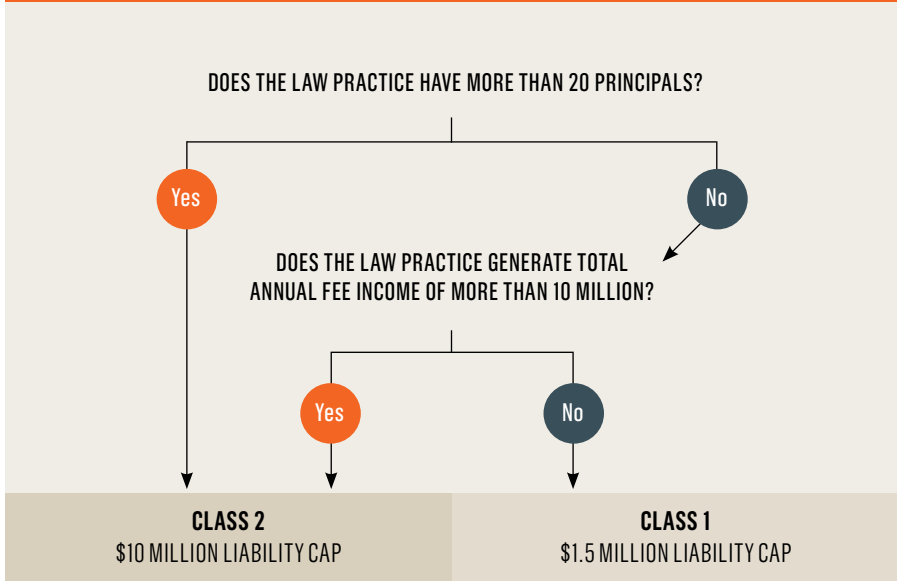 DOES THE LAW PRACTICE HAVE MORE THAN 20 PRINCIPALS?
Yes
No
DOES THE LAW PRACTICE GENERATE TOTAL
ANNUAL FEE INCOME OF MORE THAN 10 MILLION?
Yes
No
CLASS 2
$10 MILLION LIABILITY CAP
CLASS 1
$1.5 MILLION LIABILITY CAP